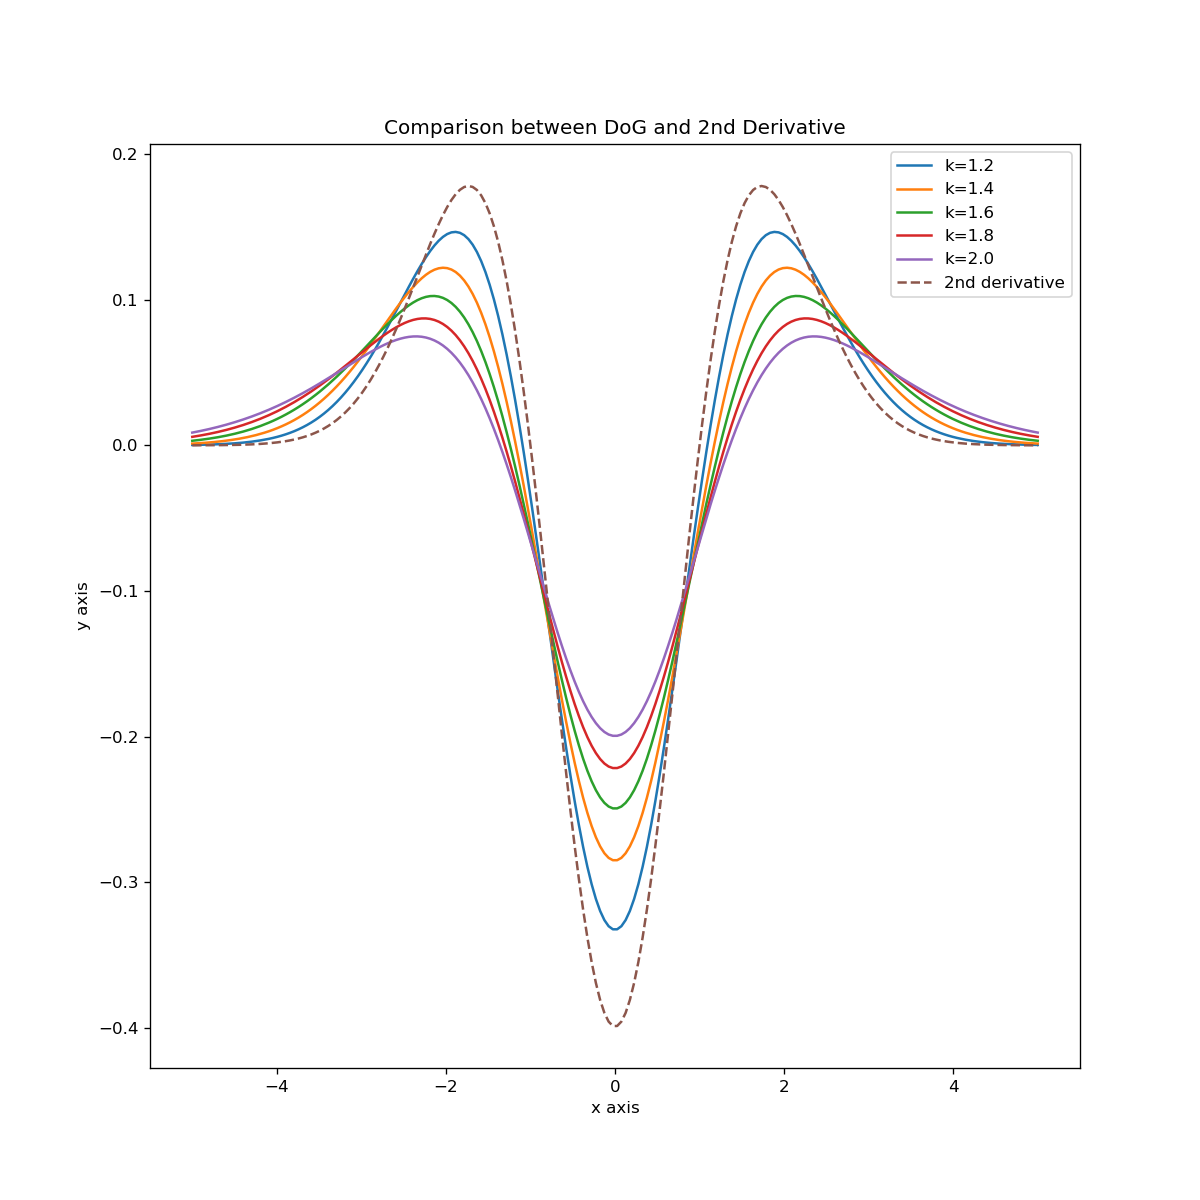 Comparison between DoG and 2nd Derivative
k=1.2
k=1.4
k=1.6
k=1.8
k=2.0
2nd derivative
0.2
0.1
0.0
−0.1
−0.2
−0.3
−0.4
y axis
−4
−2
0
2
4
x axis